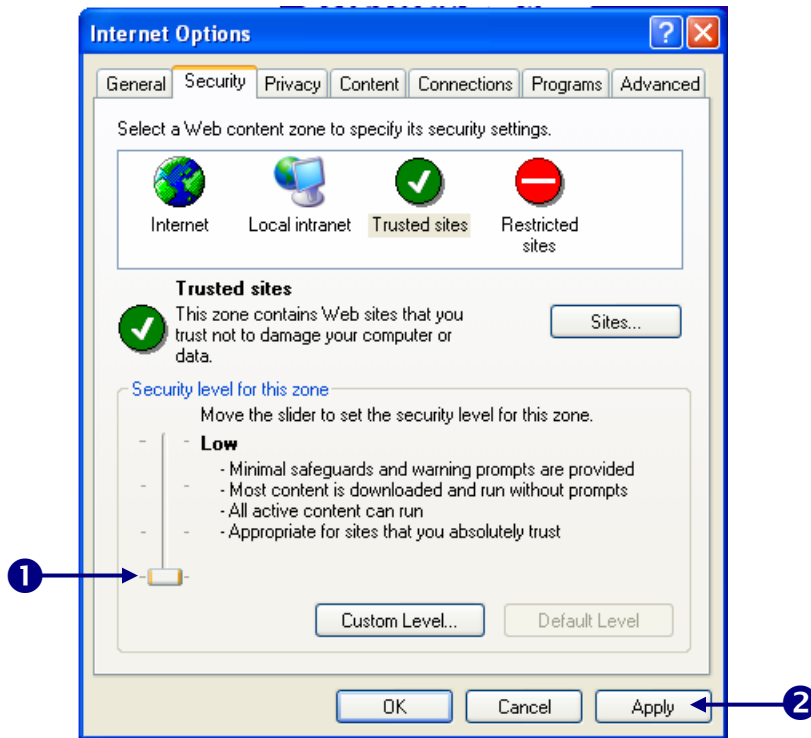 Internet Options
General Security Privacy Content Connections Programs Advanced
Select a Web content zone to specify its security settings.
Internet Local intranet Trusted sites Restricted
sites
Trusted sites
This zone contains Web sites that you
trust not to damage your computer or
data.
Sites...
Security level for this zone
Move the slider to set the security level for this zone.
Low
- Minimal safeguards and warning prompts are provided
- Most content is downloaded and run without prompts
- All active content can run
- Appropriate for sites that you absolutely trust
1
Custom Level... Default Level
OK Cancel Apply 2